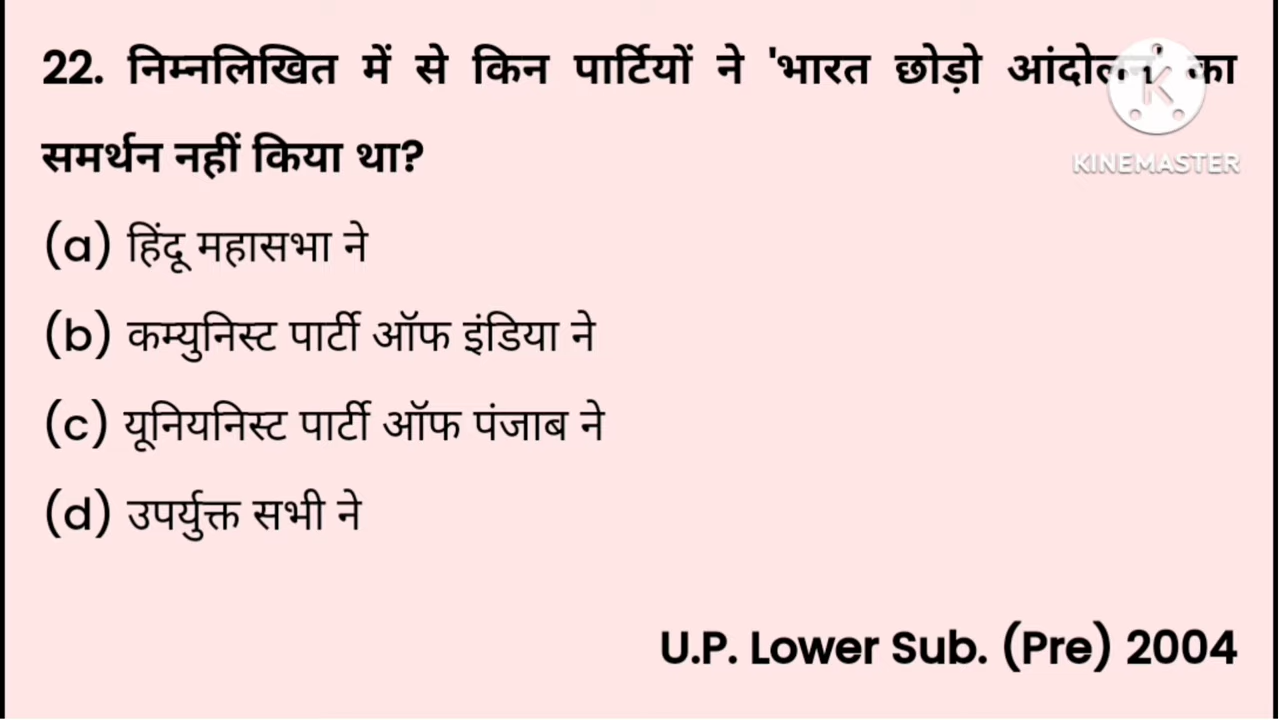 22. निम्नलिखित में से किन पार्टियों ने 'भारत छोड़ो आंदोलन' का
समर्थन नहीं किया था?
(a) हिंदू महासभा ने
(b) कम्युनिस्ट पार्टी ऑफ इंडिया ने
(c) यूनियनिस्ट पार्टी ऑफ पंजाब ने
(d) उपर्युक्त सभी ने
U.P. Lower Sub. (Pre) 2004
K
KINEMASTER